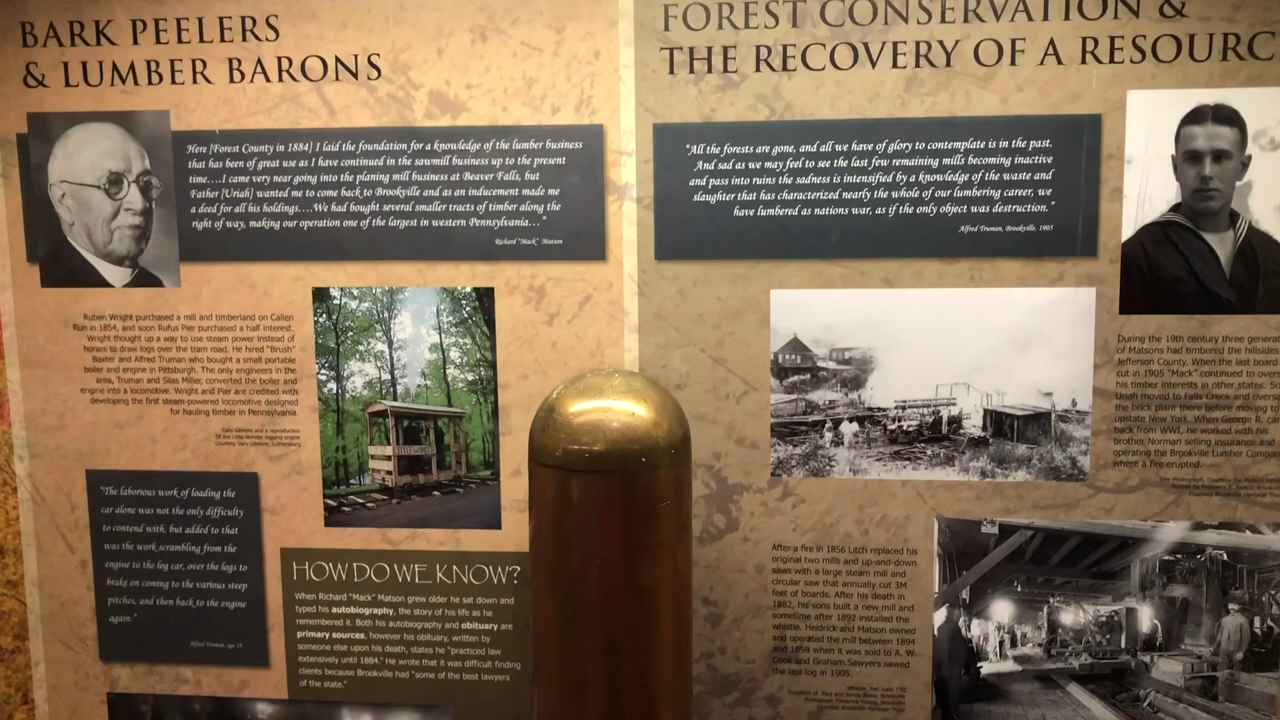 BARK PEELERS
& LUMBER BARONS
Here [Forest County in 1884] I laid the foundation for a knowledge of the lumber business
that has been of great use as I have continued in the sawmill business up to the present
time....I came very near going into the planing mill business at Beaver Falls, but
Father [Uriah] wanted me to come back to Brookville and as an inducement made me
a deed for all his holdings....We had bought several smaller tracts of timber along the
right of way, making our operation one of the largest in western Pennsylvania..."
Richard "Mack" Matson
Ruben Wright purchased a mill and timberland on Callen
Run in 1854, and soon Rufus Pier purchased a half interest.
Wright thought up a way to use steam power instead of
horses to draw logs over the tram road. He hired "Brush"
Baxter and Alfred Truman who bought a small portable
boiler and engine in Pittsburgh. The only engineers in the
area, Truman and Silas Miller, converted the boiler and
engine into a locomotive. Wright and Pier are credited with
developing the first steam-powered locomotive designed
for hauling timber in Pennsylvania.
Gary Gilmore and a reproduction
of the Little Wonder logging engine
Courtesy Gary Gilmore,
LITTLE WONDER
"The laborious work of loading the
car alone was not the only difficulty
to contend with, but added to that
was the work scrambling from the
engine to the log car, over the logs to
brake on coming to the various steep
pitches, and then back to the engine
again."
Alfred Truman, age 18
HOW DO WE KNOW?
When Richard "Mack" Matson grew older he sat down and
typed his autobiography, the story of his life as he
remembered it. Both his autobiography and obituary are
primary sources, however his obituary, written by
someone else upon his death, states he "practiced law
extensively until 1884." He wrote that it was difficult finding
clients because Brookville had "some of the best lawyers
of the state."
FOREST CONSERVATION &
THE RECOVERY OF A RESOURC
"All the forests are gone, and all we have of glory to contemplate is in the past.
And sad as we may feel to see the last few remaining mills becoming inactive
and pass into ruins the sadness is intensified by a knowledge of the waste and
slaughter that has characterized nearly the whole of our lumbering career, we
have lumbered as nations war, as if the only object was destruction."
Alfred Truman, Brookville, 1905
During the 19th century three generat
of Matsons had timbered the hillsides
Jefferson County. When the last board
cut in 1905 "Mack" continued to overs
his timber interests in other states. So
Uriah moved to Falls Creek and overs
the brick plant there before moving to
upstate New York. When George R. ca
back from WWI, he worked with his
brother Norman selling insurance and
operating the Brookville Lumber Compan
where a fire erupted.
After a fire in 1856 Litch replaced his
original two mills and up-and-down
saws with a large steam mill and
circular saw that annually cut 3M
feet of boards. After his death in
1882, his sons built a new mill and
sometime after 1892 installed the
whistle. Heidrick and Matson owned
and operated the mill between 1894
and 1898 when it was sold to A. W.
Cook and Graham. Sawyers sawed
the last log in 1905.